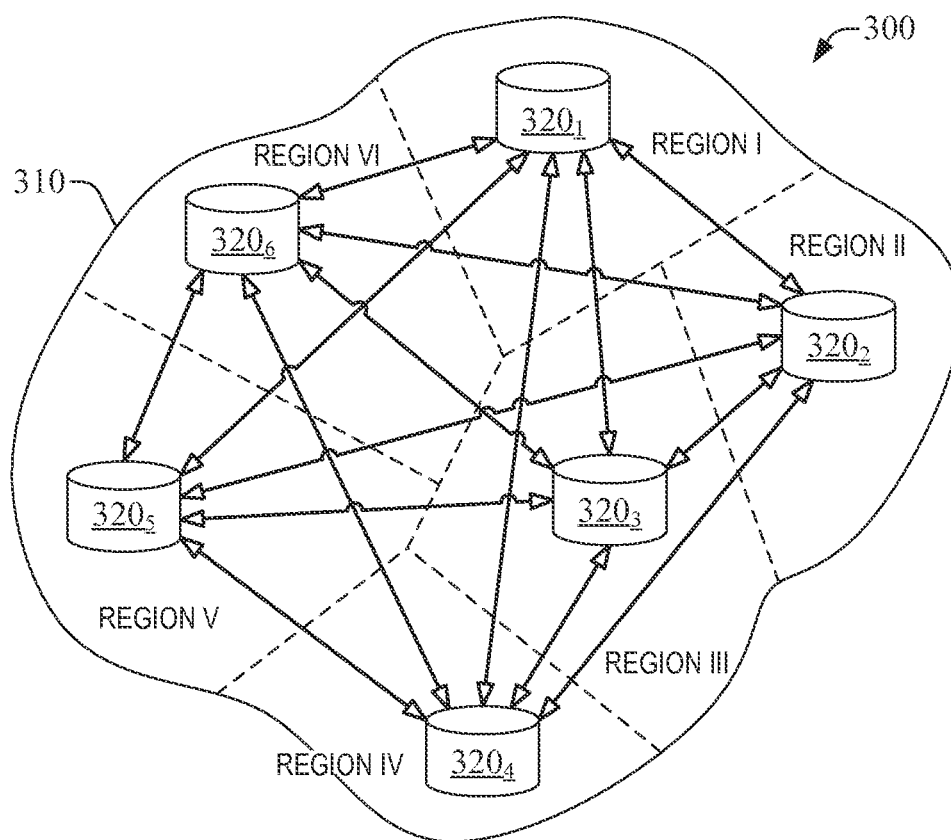 300
320₁
REGION VI
REGION I
310
320₆
REGION II
320₂
320₃
320₅
REGION V
REGION III
REGION IV
320₄